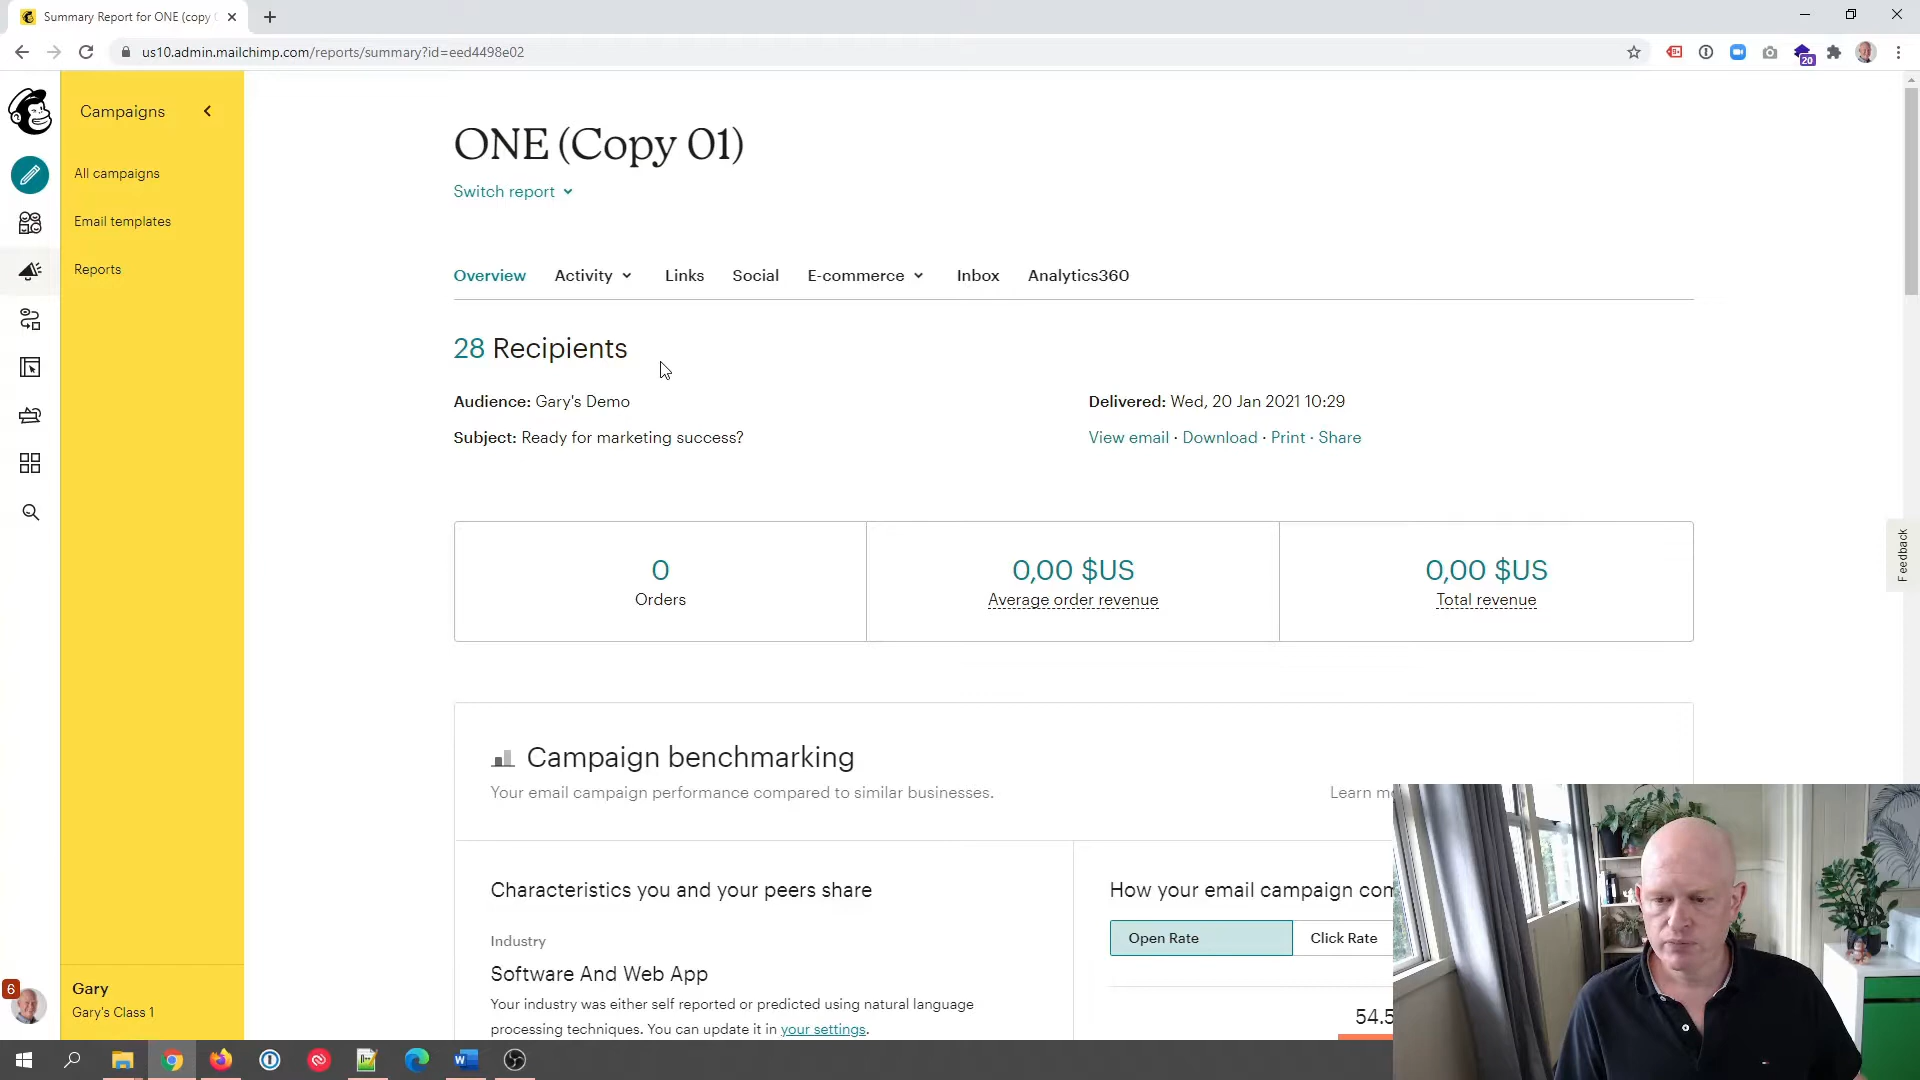 Summary Report for ONE (copy
us10.admin.mailchimp.com/reports/summary?id=eed4498e02
20
Campaigns
All campaigns
Email templates
Reports
ONE (Copy 01)
Switch report
Overview
Activity
Links
Social
E-commerce
Inbox
Analytics360
28 Recipients
Audience: Gary's Demo
Delivered: Wed, 20 Jan 2021 10:29
Subject: Ready for marketing success?
View email · Download · Print · Share
0
Orders
0,00 $US
Average order revenue
0,00 $US
Total revenue
Feedback
Campaign benchmarking
Your email campaign performance compared to similar businesses.
Learn
Characteristics you and your peers share
How your email campaign
Open Rate
Click Rate
Industry
Software And Web App
Your industry was either self reported or predicted using natural language
processing techniques. You can update it in your settings.
54.5
6
Gary
Gary's Class 1